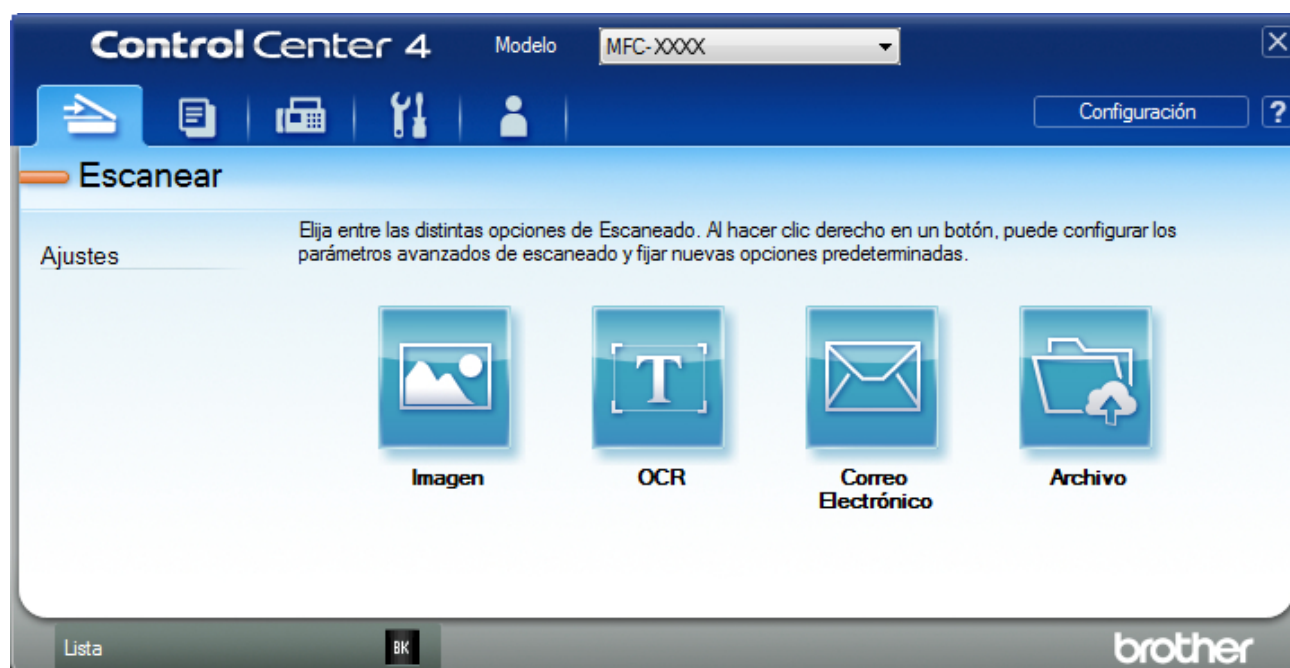 Control Center 4
Modelo
MFC-XXXX
Configuración
?
Escanear
Ajustes
Elija entre las distintas opciones de Escaneado. Al hacer clic derecho en un botón, puede configurar los
parámetros avanzados de escaneado y fijar nuevas opciones predeterminadas.
T
Imagen
OCR
Correo
Electrónico
Archivo
Lista
BK
brother